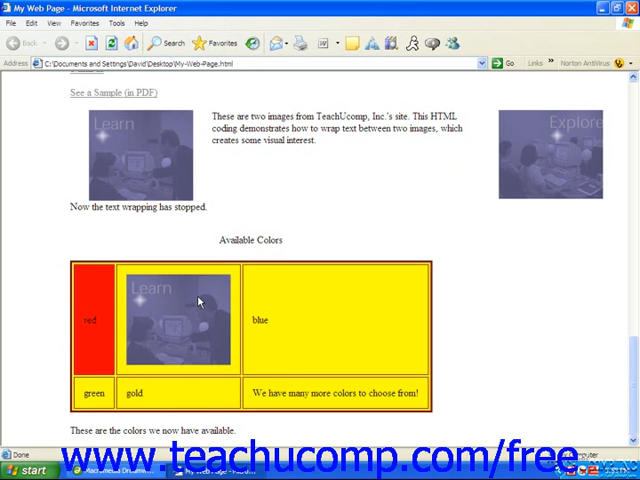 My Web Page - Microsoft Internet Explorer
File Edit View Favorites Tools Help
Back Search Favorites
Address C:\Documents and Settings\David\Desktop\My-Web-Page.html Go Links Norton AntiVirus
See a Sample (in PDF)
Learn
These are two images from TeachUcomp, Inc.'s site. This HTML
coding demonstrates how to wrap text between two images, which
creates some visual interest.
Explore
Now the text wrapping has stopped.
Available Colors
red
Learn
blue
green gold We have many more colors to choose from!
These are the colors we now have available.
Done
www.teachucomp.com/free
start